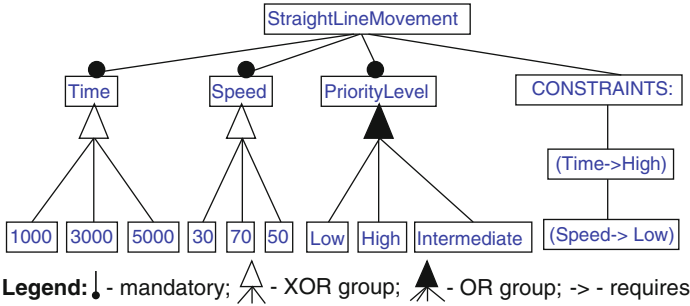 StraightLineMovement
Time
Speed
PriorityLevel
CONSTRAINTS:
(Time->High)
1000
3000
5000
30
70
50
Low
High
Intermediate
(Speed-> Low)
Legend: - mandatory; - XOR group; - OR group; -> - requires